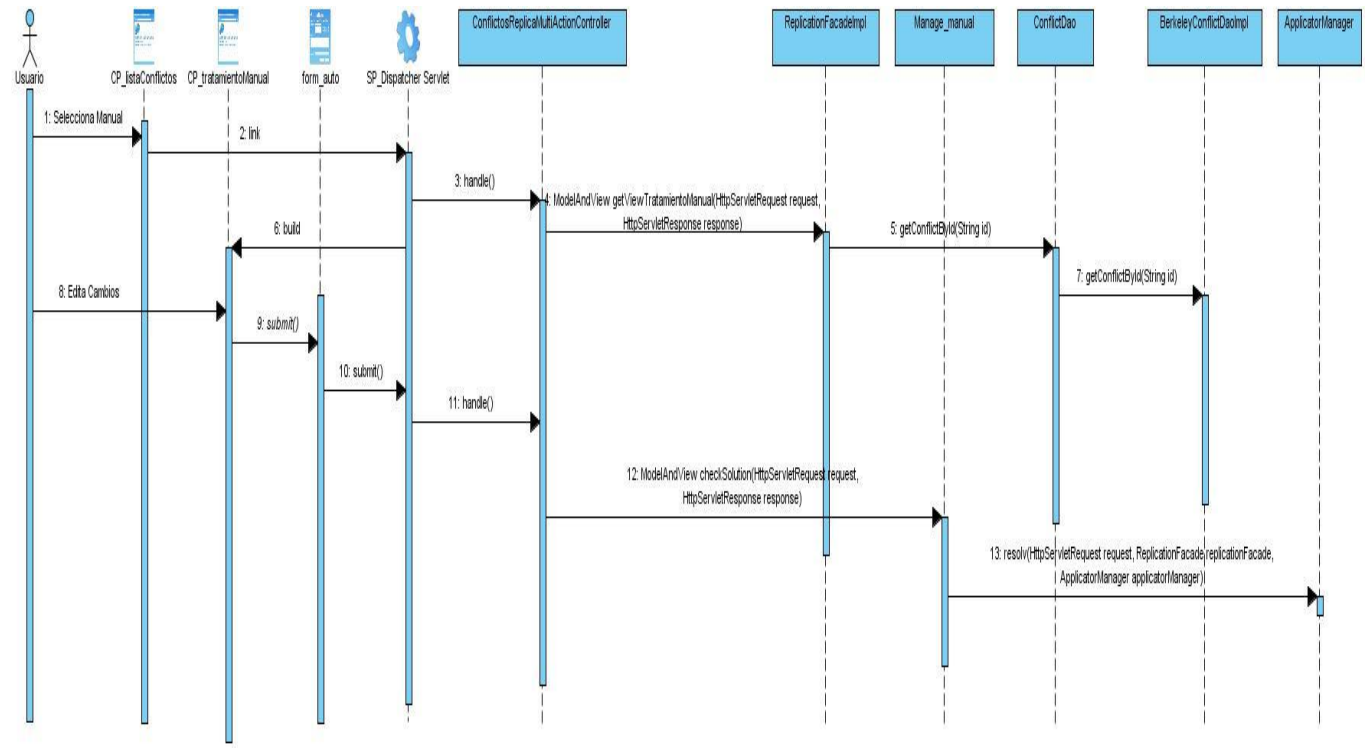 ConflictosReplicaMultiActionController
ReplicationFacadeImpl
Manage_manual
ConflictDao
BerkeleyConflictDaoImpl
ApplicatorManager
Usuario
CP_listaConflictos
CP_tratamientoManual
form_auto
SP_Dispatcher Servlet
1: Selecciona Manual
2: link
3: handle()
4: ModelAndView getViewTratamientoManual(HttpServletRequest request,
HttpServletResponse response)
5: getConflictById(String id)
6: build
7: getConflictById(String id)
8: Edita Cambios
9: submit()
10: submit()
11: handle()
12: ModelAndView checkSolution(HttpServletRequest request,
HttpServletResponse response)
13: resolv(HttpServletRequest request, ReplicationFacade replicationFacade,
ApplicatorManager applicatorManager)